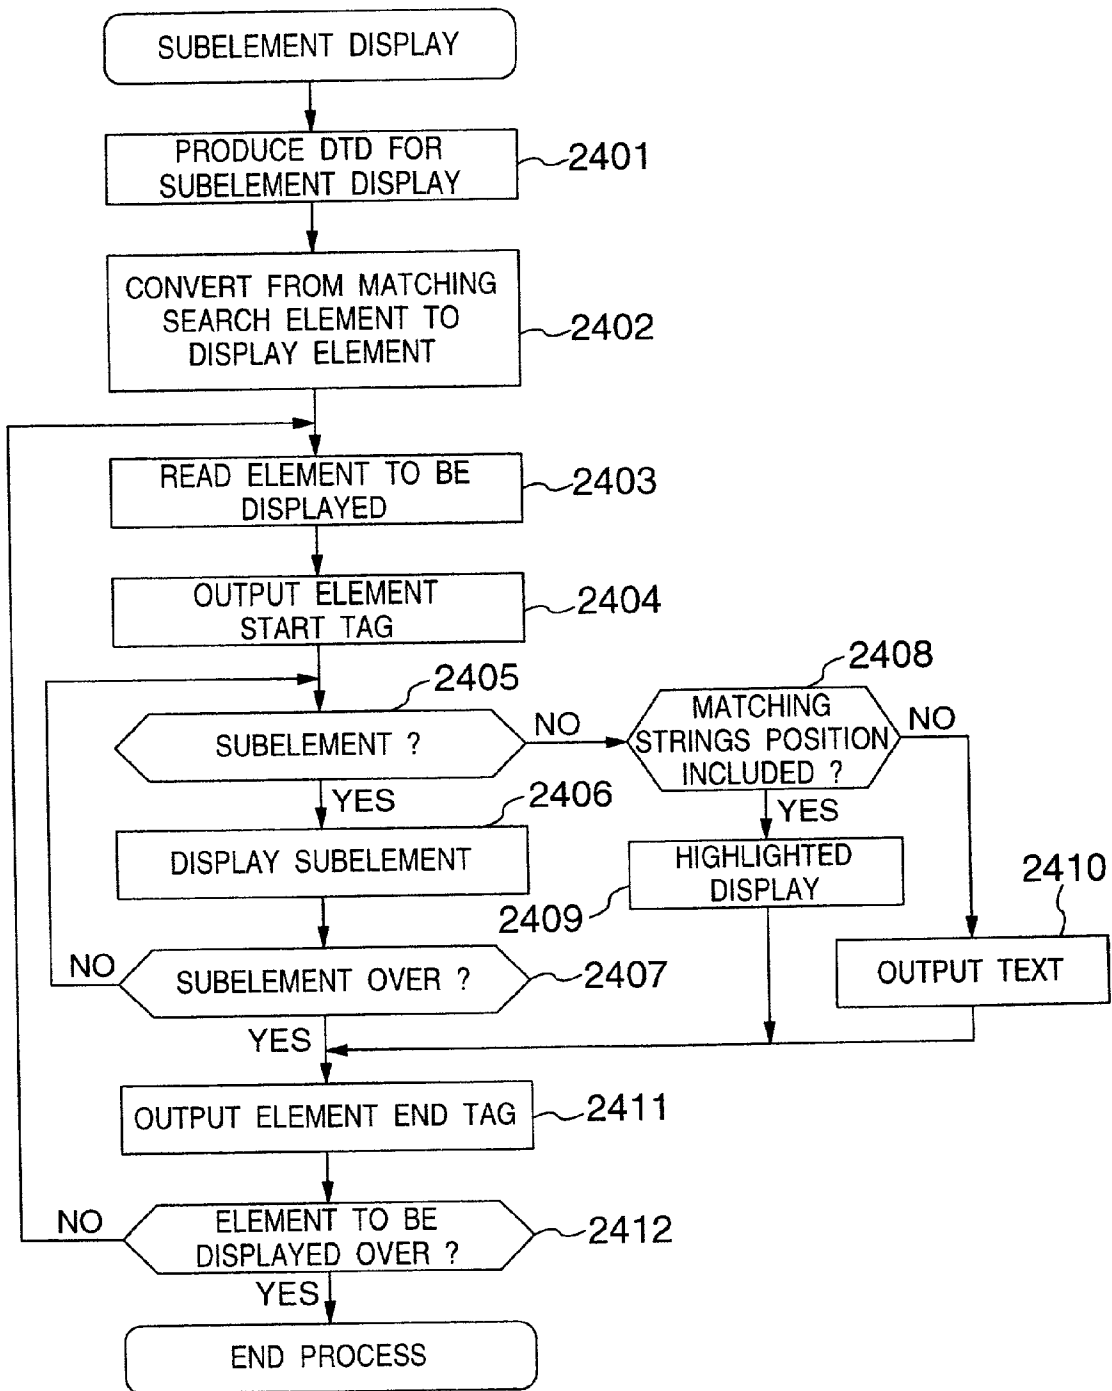 SUBELEMENT DISPLAY
PRODUCE DTD FOR
SUBELEMENT DISPLAY
2401
CONVERT FROM MATCHING
SEARCH ELEMENT TO
DISPLAY ELEMENT
2402
READ ELEMENT TO BE
DISPLAYED
2403
OUTPUT ELEMENT
START TAG
2404
2405
SUBELEMENT ?
NO
YES
2408
MATCHING
STRINGS POSITION
INCLUDED ?
NO
YES
2406
DISPLAY SUBELEMENT
HIGHLIGHTED
DISPLAY
2409
2410
OUTPUT TEXT
NO
SUBELEMENT OVER ?
2407
YES
OUTPUT ELEMENT END TAG
2411
NO
ELEMENT TO BE
DISPLAYED OVER ?
2412
YES
END PROCESS